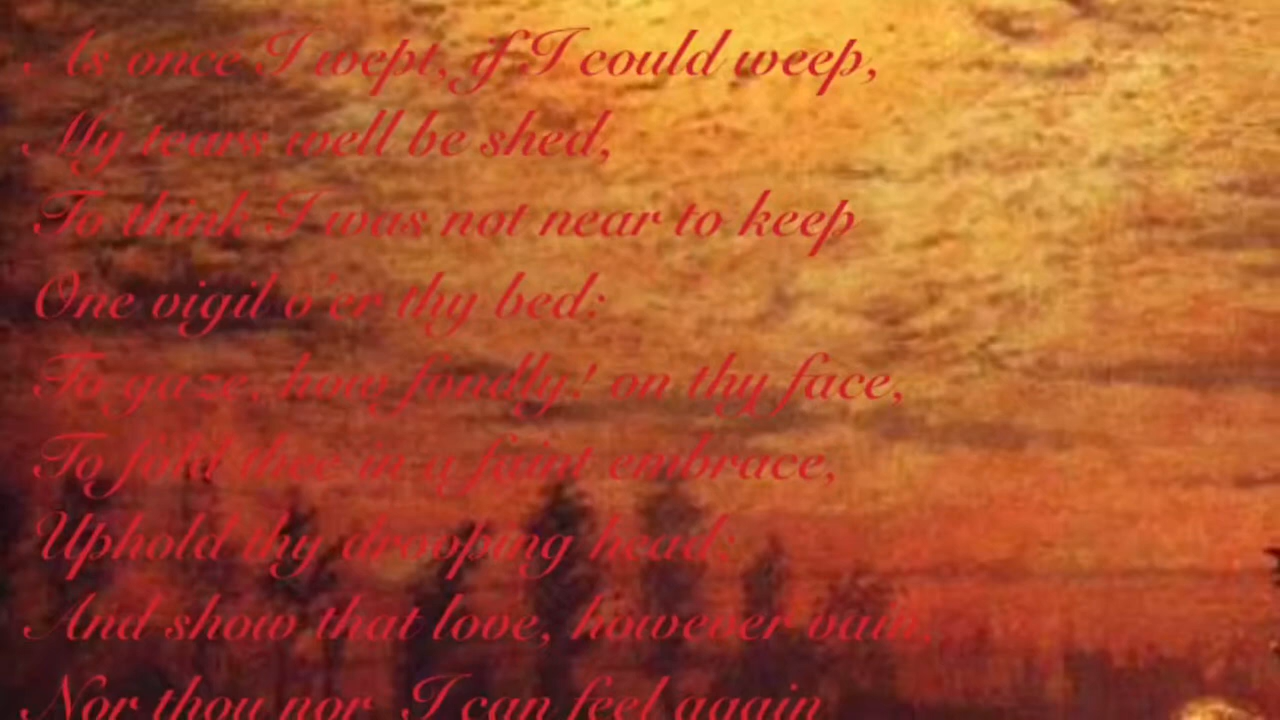 As once I wept, if I could weep,
My tears well be shed,
To think I was not near to keep
One vigil o'er thy bed:
To gaze, how fondly! on thy face,
To fold thee in a faint embrace,
Uphold thy drooping head;
And show that love, however vain,
Nor thou nor I can feel again